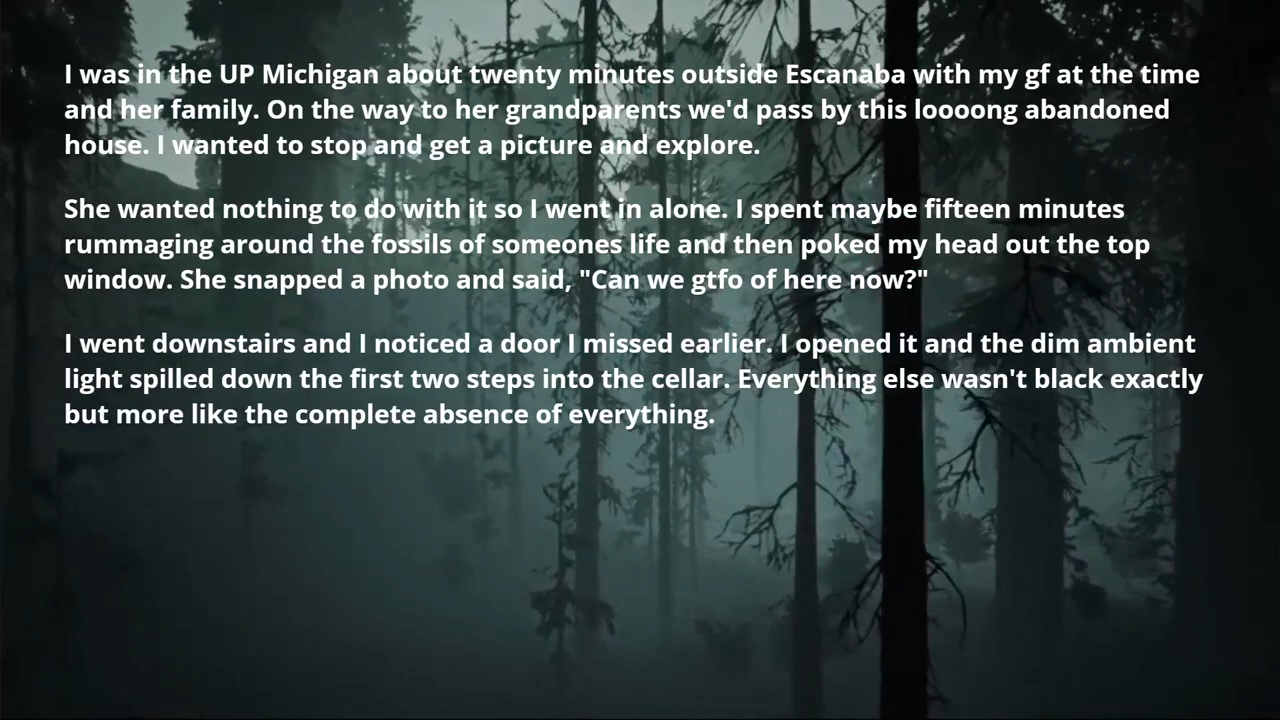 I was in the UP Michigan about twenty minutes outside Escanaba with my gf at the time
and her family. On the way to her grandparents we'd pass by this loooong abandoned
house. I wanted to stop and get a picture and explore.
She wanted nothing to do with it so I went in alone. I spent maybe fifteen minutes
rummaging around the fossils of someones life and then poked my head out the top
window. She snapped a photo and said, "Can we gtfo of here now?"
I went downstairs and I noticed a door I missed earlier. I opened it and the dim ambient
light spilled down the first two steps into the cellar. Everything else wasn't black exactly
but more like the complete absence of everything.